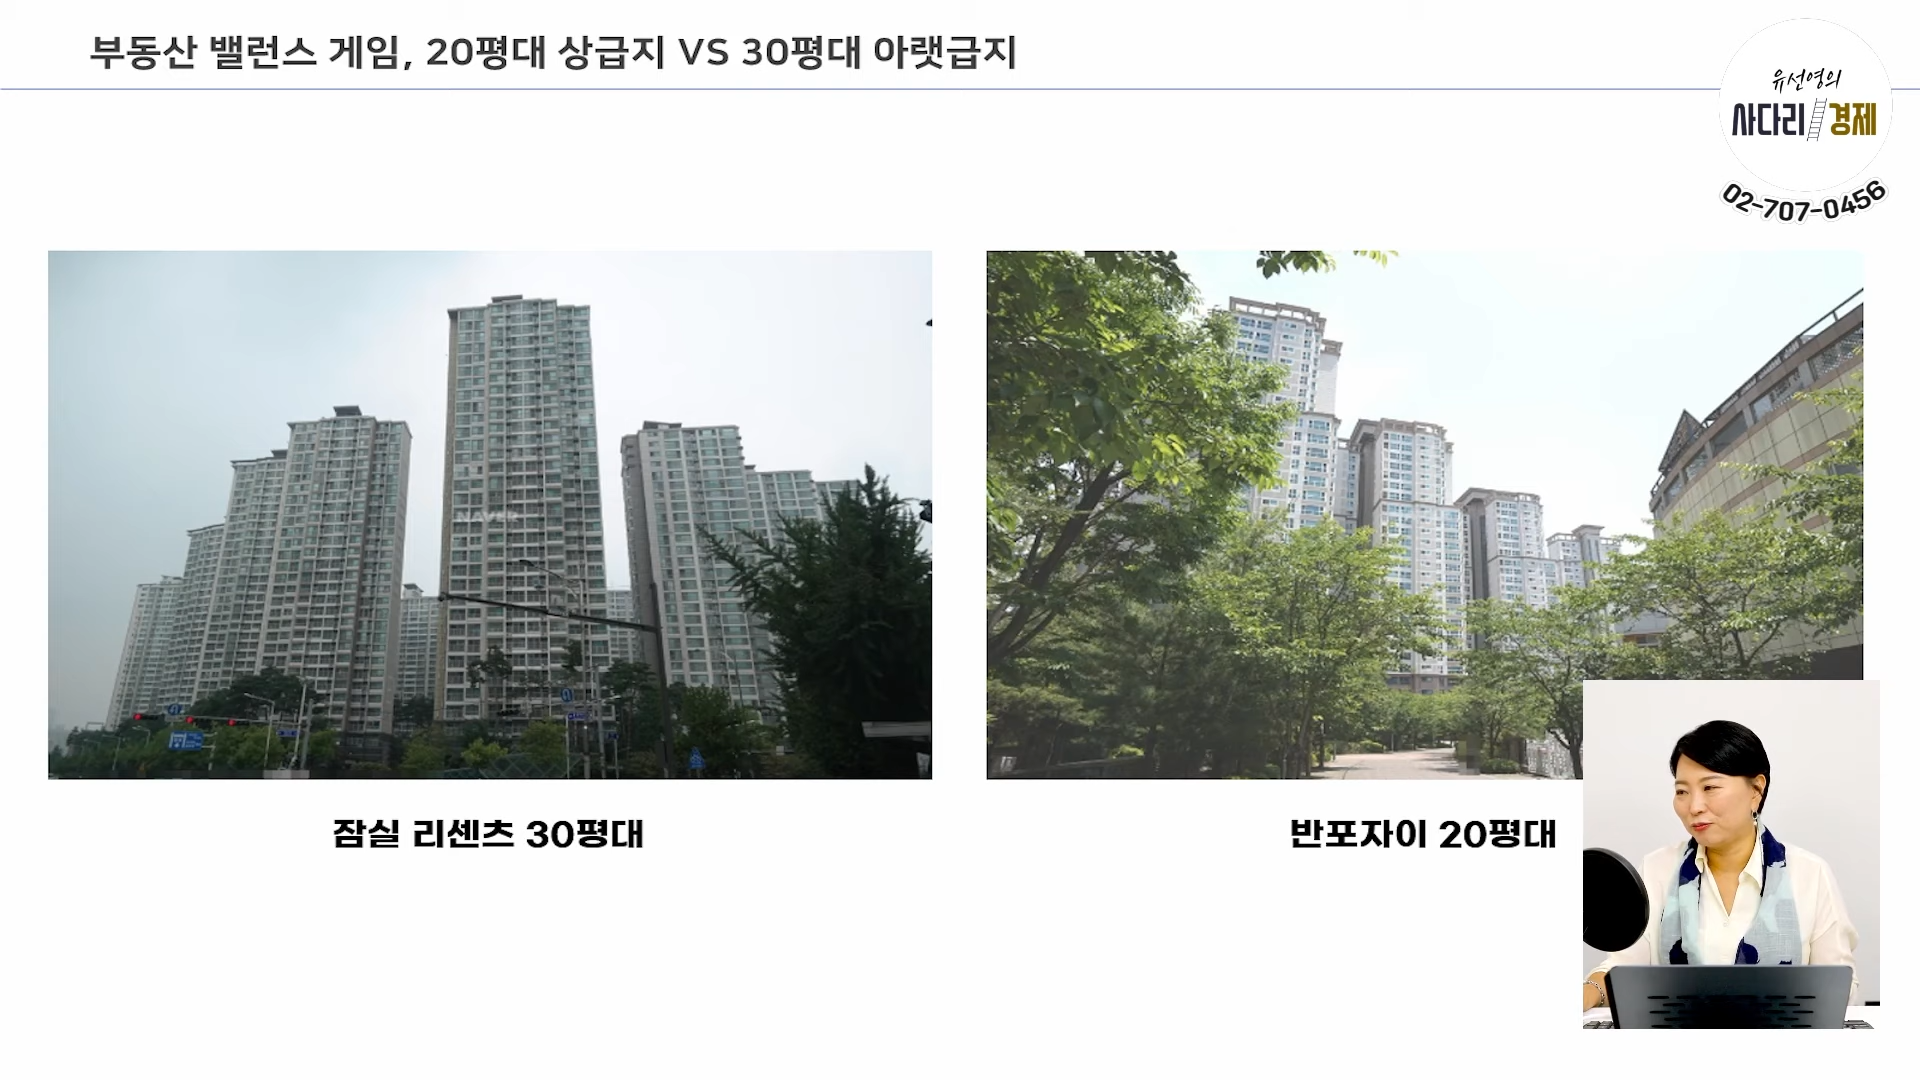 부동산 밸런스 게임, 20평대 상급지 VS 30평대 아랫급지
유선영의
사다리 경제
02-707-0456
NAVER
잠실 리센츠 30평대
반포자이 20평대